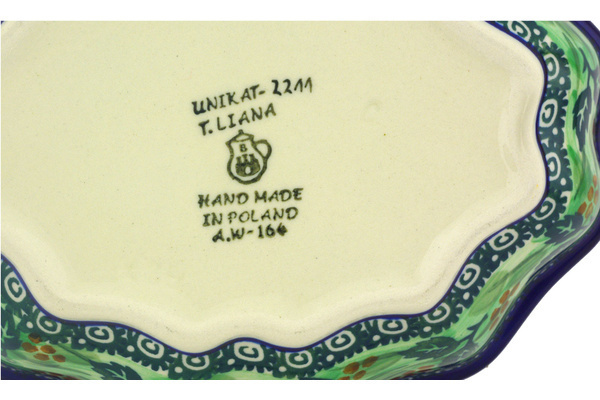 UNIKAT-2211
T. LIANA
B
HAND MADE
IN POLAND
A.W-164